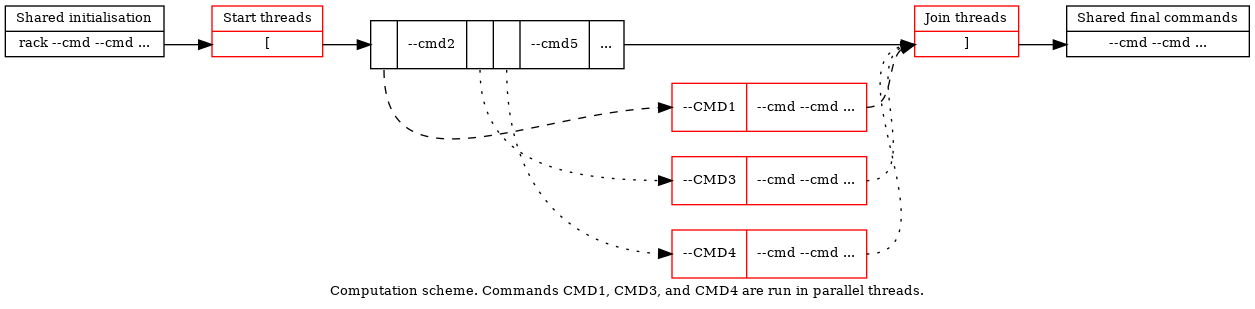 Shared initialisation
rack --cmd --cmd ...
Start threads
[
--cmd2
--cmd5
...
Join threads
]
Shared final commands
--cmd --cmd ...
--CMD1
--cmd --cmd ...
--CMD3
--cmd --cmd ...
--CMD4
--cmd --cmd ...
Computation scheme. Commands CMD1, CMD3, and CMD4 are run in parallel threads.